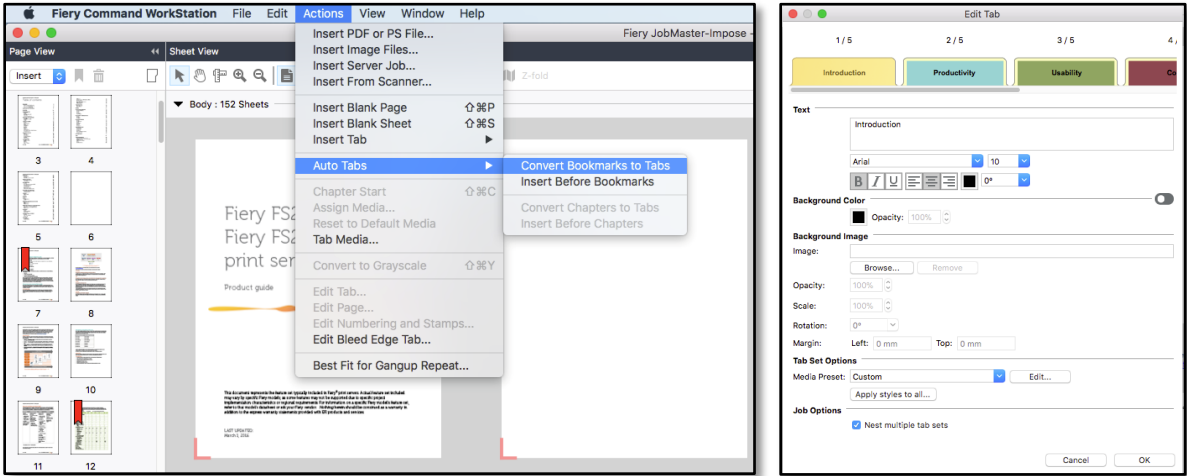 Fiery Command WorkStation File Edit Actions View Window Help
Fiery JobMaster-Impose -
Page View
Sheet View
Insert
Z-fold
Body : 152 Sheets
3 4
5 6
7 8
9 10
11 12
Insert PDF or PS File...
Insert Image Files...
Insert Server Job...
Insert From Scanner...
Insert Blank Page ⇧⌘P
Insert Blank Sheet ⇧⌘S
Insert Tab
Auto Tabs
Chapter Start ⇧⌘C
Assign Media...
Reset to Default Media
Tab Media...
Convert to Grayscale ⇧⌘Y
Edit Tab...
Edit Page...
Edit Numbering and Stamps...
Edit Bleed Edge Tab...
Best Fit for Gangup Repeat...
Convert Bookmarks to Tabs
Insert Before Bookmarks
Convert Chapters to Tabs
Insert Before Chapters
Fiery FS2
Fiery FS2
print ser
Product guide
LAST UPDATED:
March 2, 2016
Edit Tab
1 / 5 2 / 5 3 / 5 4 /
Introduction Productivity Usability Co
Text
Introduction
Arial 10
B I U 0°
Background Color
Opacity: 100%
Background Image
Image:
Browse... Remove
Opacity: 100%
Scale: 100%
Rotation: 0°
Margin: Left: 0 mm Top: 0 mm
Tab Set Options
Media Preset: Custom Edit...
Apply styles to all...
Job Options
Nest multiple tab sets
Cancel OK